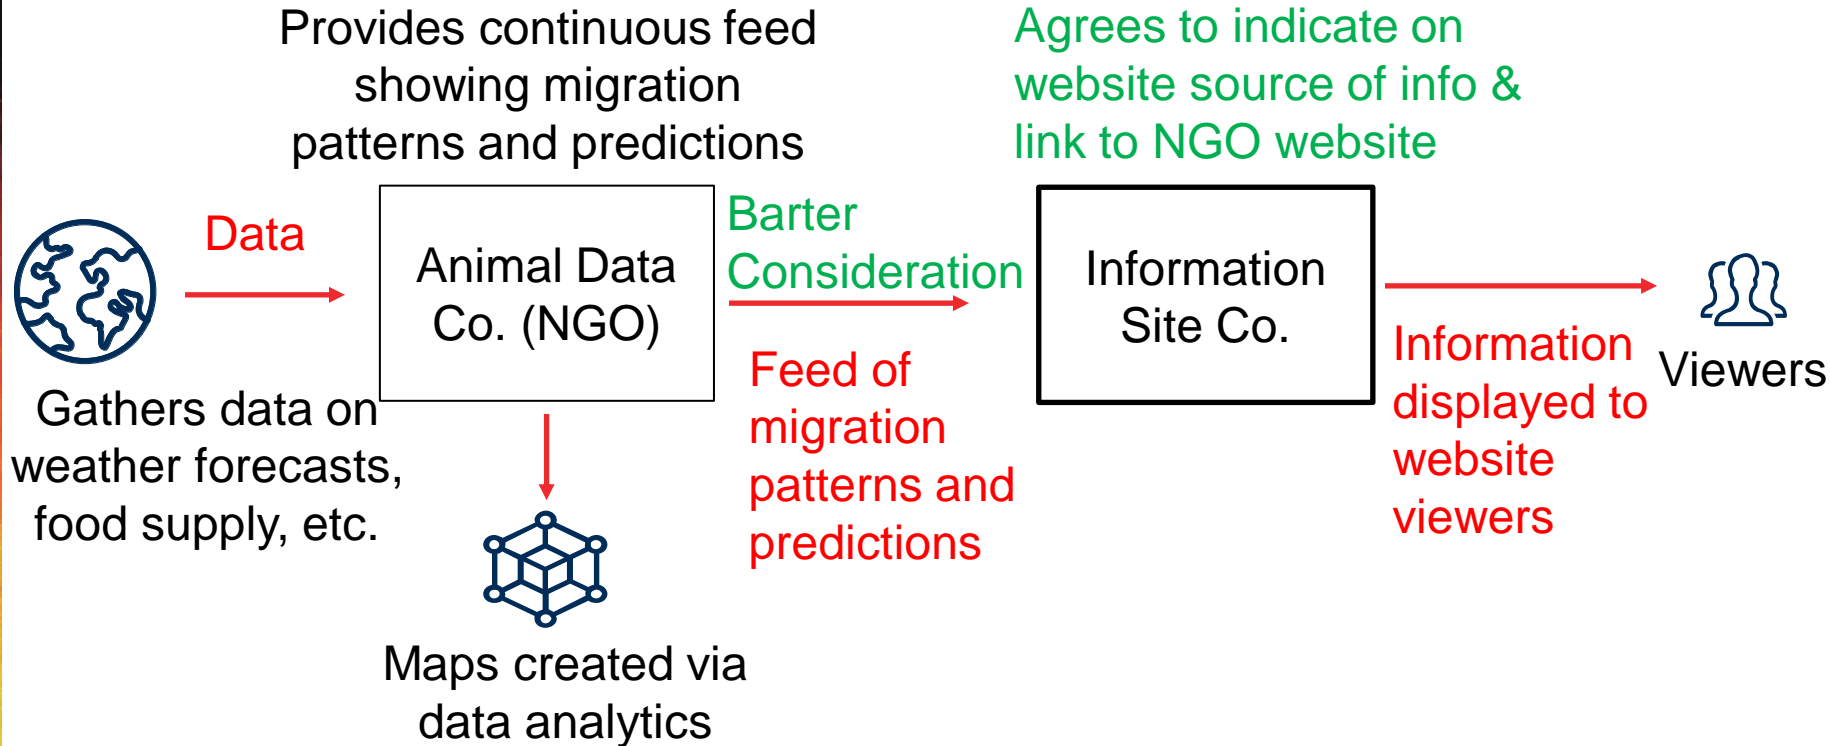 Provides continuous feed
showing migration
patterns and predictions
Agrees to indicate on
website source of info &
link to NGO website
Data
Gathers data on
weather forecasts,
food supply, etc.
Animal Data
Co. (NGO)
Maps created via
data analytics
Barter
Consideration
Feed of
migration
patterns and
predictions
Information
Site Co.
Information
displayed to
website
viewers
Viewers